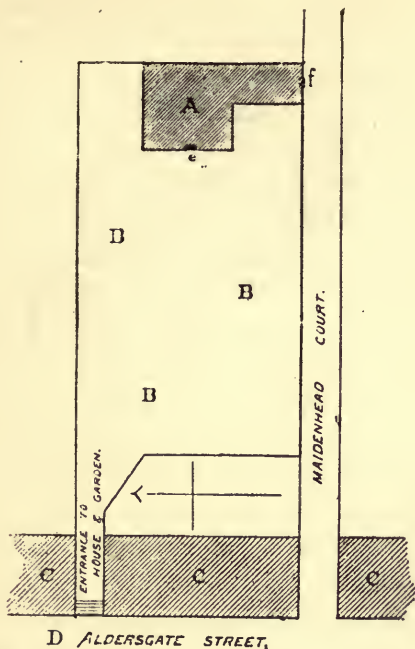 f
A
e
B
B
MAIDENHEAD COURT.
B
ENTRANCE TO
HOUSE & GARDEN.
C
C
C
D ALDERSGATE STREET,